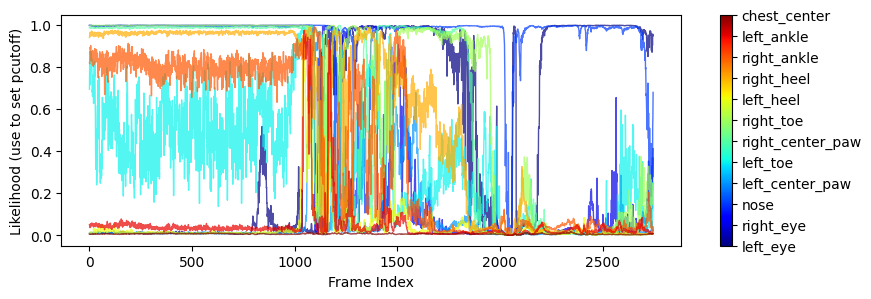 Likelihood (use to set pcutoff)
1.0
0.8
0.6
0.4
0.2
0.0
0
500
1000
1500
2000
2500
Frame Index
chest_center
left_ankle
right_ankle
right_heel
left_heel
right_toe
right_center_paw
left_toe
left_center_paw
nose
right_eye
left_eye